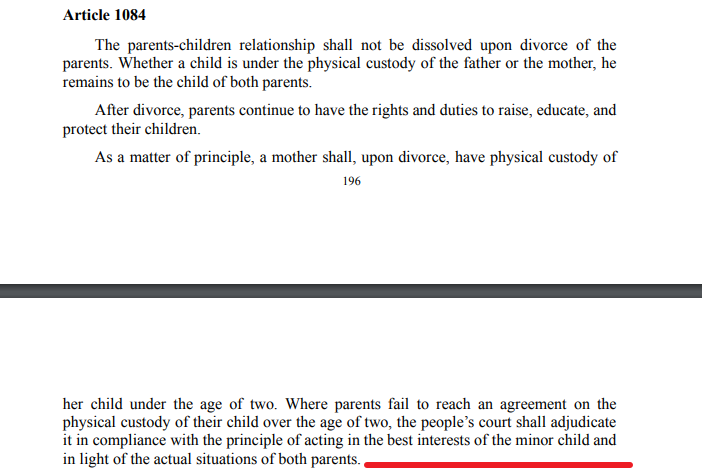 Article 1084
The parents-children relationship shall not be dissolved upon divorce of the
parents. Whether a child is under the physical custody of the father or the mother, he
remains to be the child of both parents.
After divorce, parents continue to have the rights and duties to raise, educate, and
protect their children.
As a matter of principle, a mother shall, upon divorce, have physical custody of
196
her child under the age of two. Where parents fail to reach an agreement on the
physical custody of their child over the age of two, the people’s court shall adjudicate
it in compliance with the principle of acting in the best interests of the minor child and
in light of the actual situations of both parents.